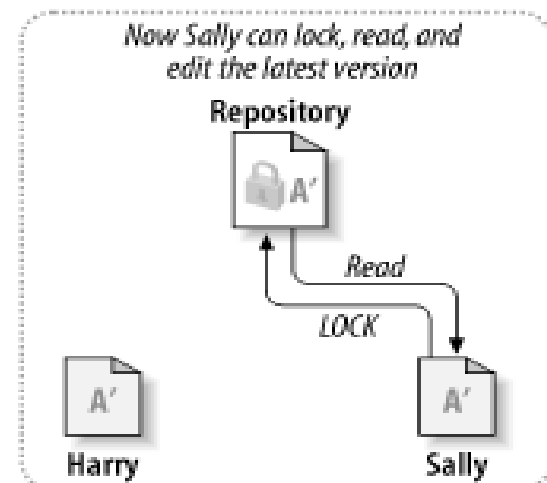 Now Sally can lock, read, and
edit the latest version
Repository
A′
Read
LOCK
A′
A′
Harry
Sally